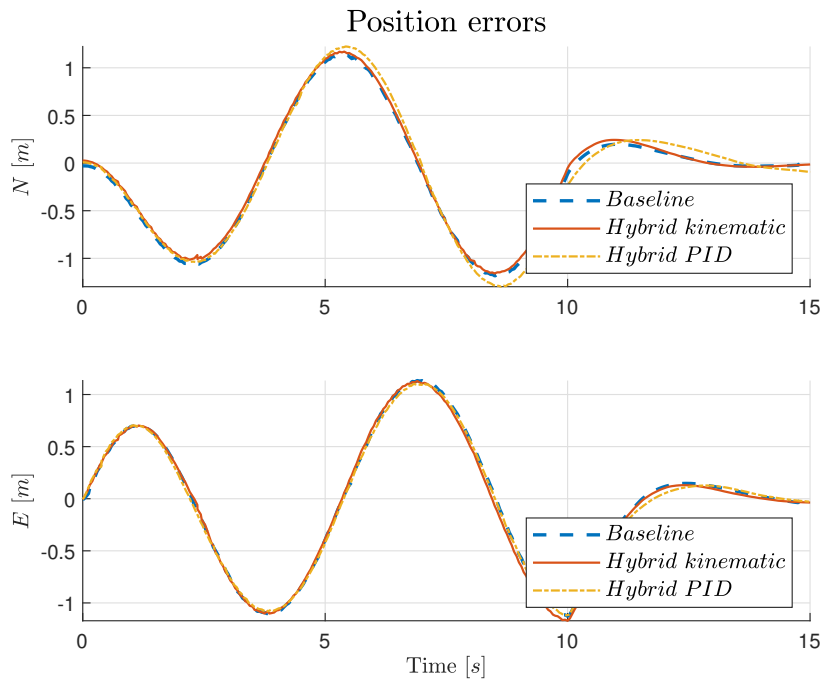 Position errors
N [m]
1
0.5
0
-0.5
-1
0
5
10
15
Baseline
Hybrid kinematic
Hybrid PID
E [m]
1
0.5
0
-0.5
-1
0
5
10
15
Baseline
Hybrid kinematic
Hybrid PID
Time [s]